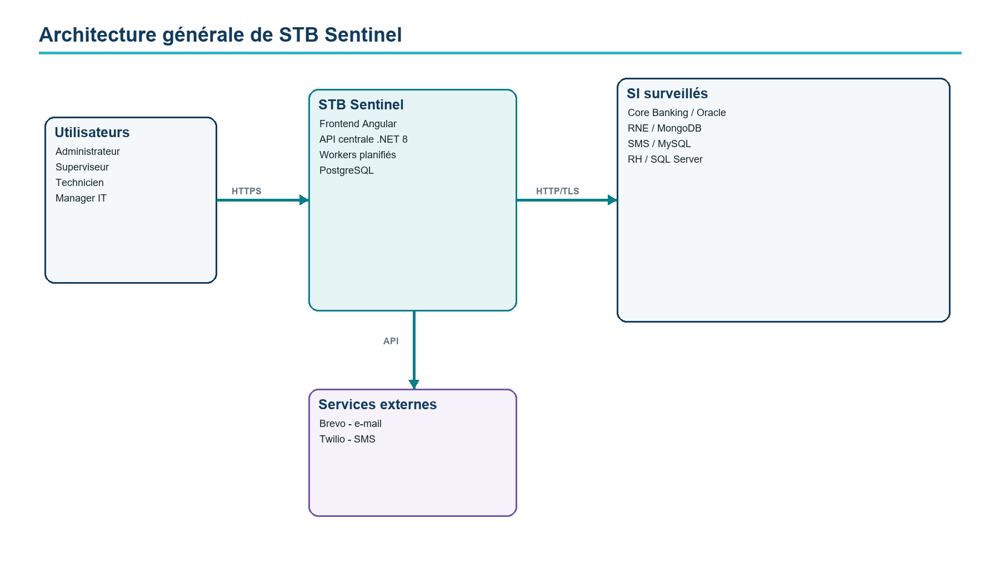 Architecture générale de STB Sentinel
Utilisateurs
Administrateur
Superviseur
Technicien
Manager IT
HTTPS
STB Sentinel
Frontend Angular
API centrale .NET 8
Workers planifiés
PostgreSQL
HTTP/TLS
SI surveillés
Core Banking / Oracle
RNE / MongoDB
SMS / MySQL
RH / SQL Server
API
Services externes
Brevo - e-mail
Twilio - SMS